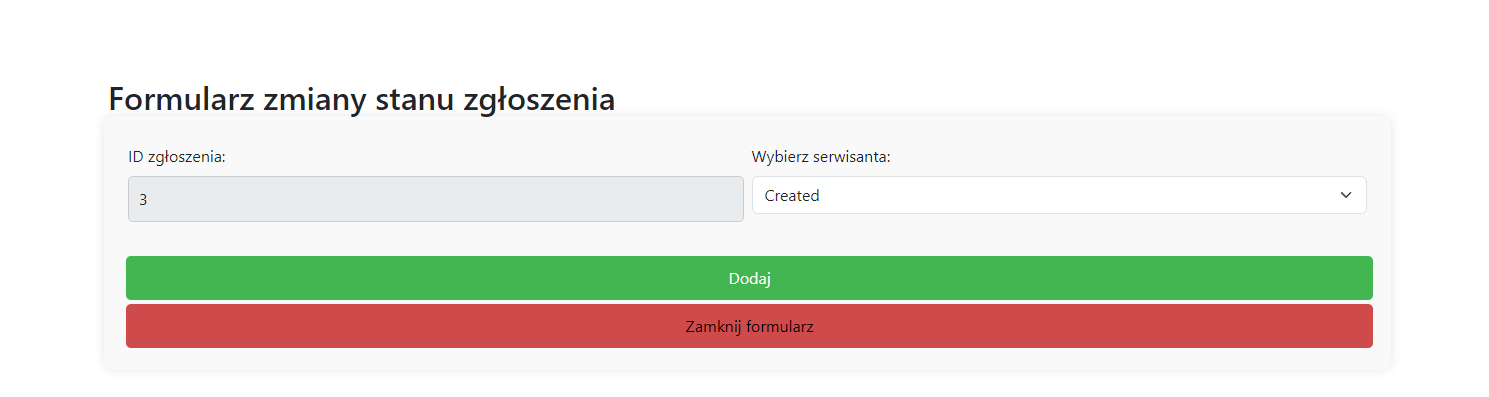 Formularz zmiany stanu zgłoszenia
ID zgłoszenia:
Wybierz serwisanta:
3
Created
Dodaj
Zamknij formularz